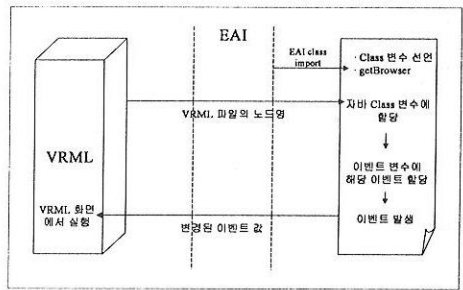 EAI
EAI class
import
· Class 변수 선언
· getBrowser
VRML 파일의 노드명
자바 Class 변수에
할당
VRML
이벤트 변수에
해당 이벤트 할당
VRML 화면
에서 실행
변경된 이벤트 값
이벤트 발생